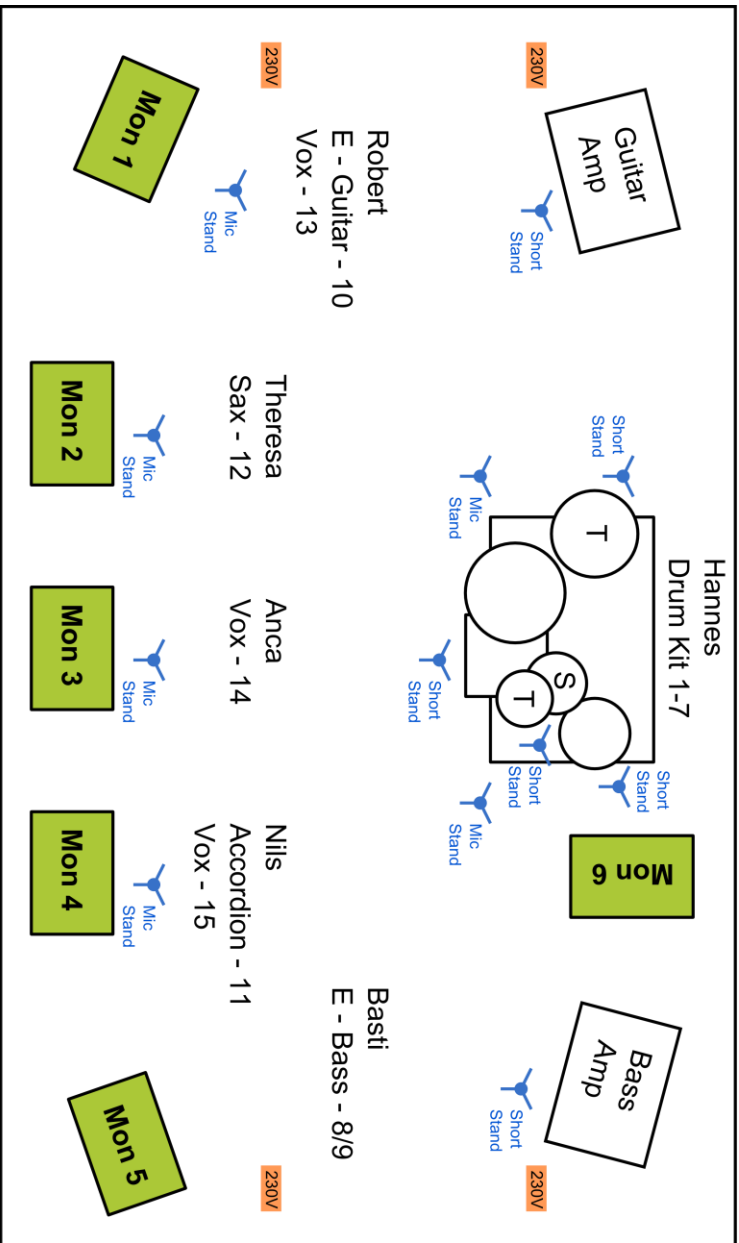 Hannes
Drum Kit 1-7
Guitar
Amp
Short
Stand
230V
Short
Stand
T
S
T
Mic
Stand
Short
Stand
Short
Stand
Short
Stand
Mic
Stand
Mon 6
Bass
Amp
Short
Stand
230V
Robert
E - Guitar - 10
Vox - 13
230V
Mic
Stand
Mon 1
Theresa
Sax - 12
Mic
Stand
Mon 2
Anca
Vox - 14
Mic
Stand
Mon 3
Nils
Accordion - 11
Vox - 15
Mic
Stand
Mon 4
Basti
E - Bass - 8/9
230V
Mon 5